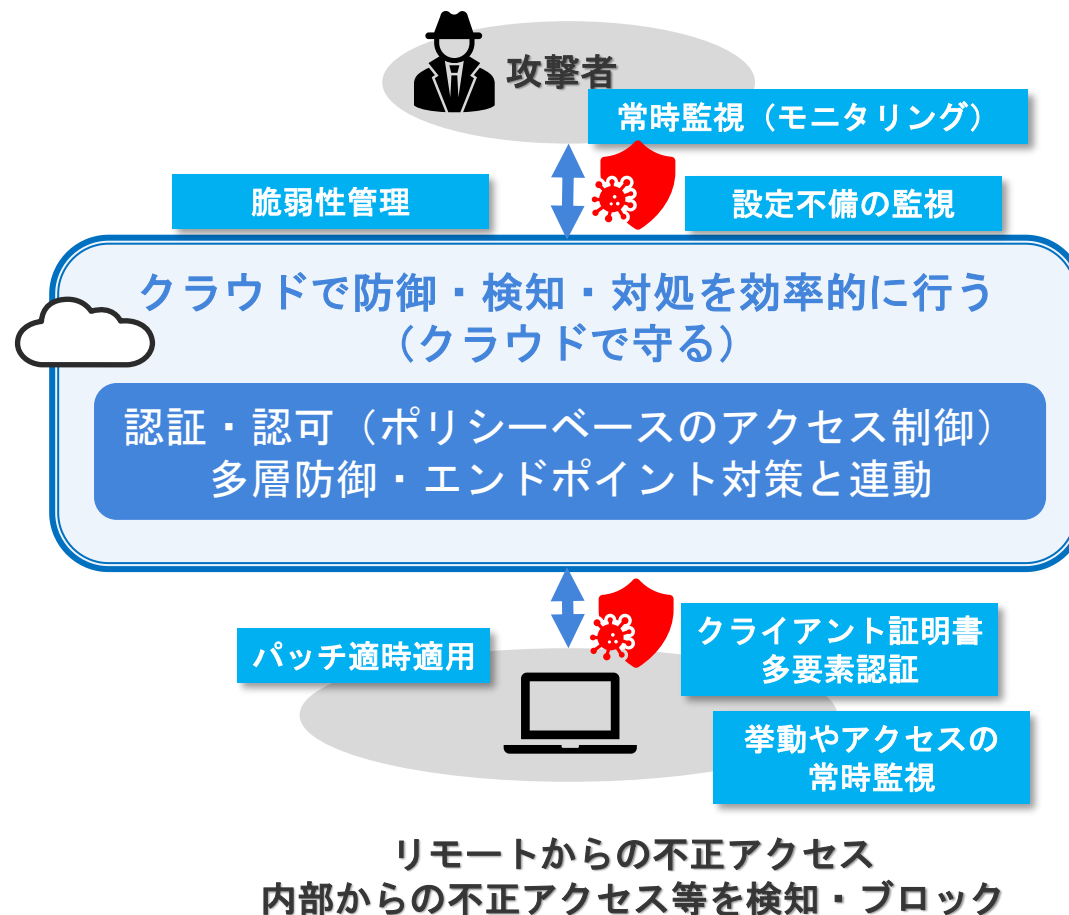 攻撃者
常時監視（モニタリング）
脆弱性管理
設定不備の監視
クラウドで防御・検知・対処を効率的に行う
（クラウドで守る）
認証・認可（ポリシーベースのアクセス制御）
多層防御・エンドポイント対策と連動
パッチ適時適用
クライアント証明書
多要素認証
挙動やアクセスの
常時監視
リモートからの不正アクセス
内部からの不正アクセス等を検知・ブロック